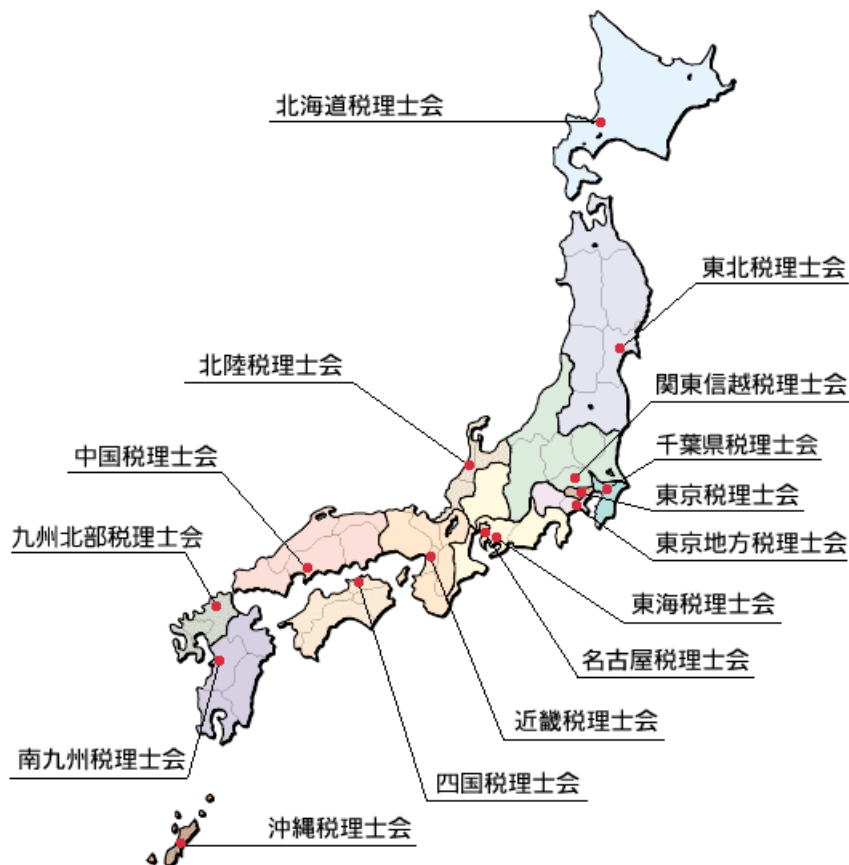 北海道税理士会
東北税理士会
北陸税理士会
関東信越税理士会
千葉県税理士会
中国税理士会
東京税理士会
九州北部税理士会
東京地方税理士会
東海税理士会
名古屋税理士会
近畿税理士会
南九州税理士会
四国税理士会
沖縄税理士会